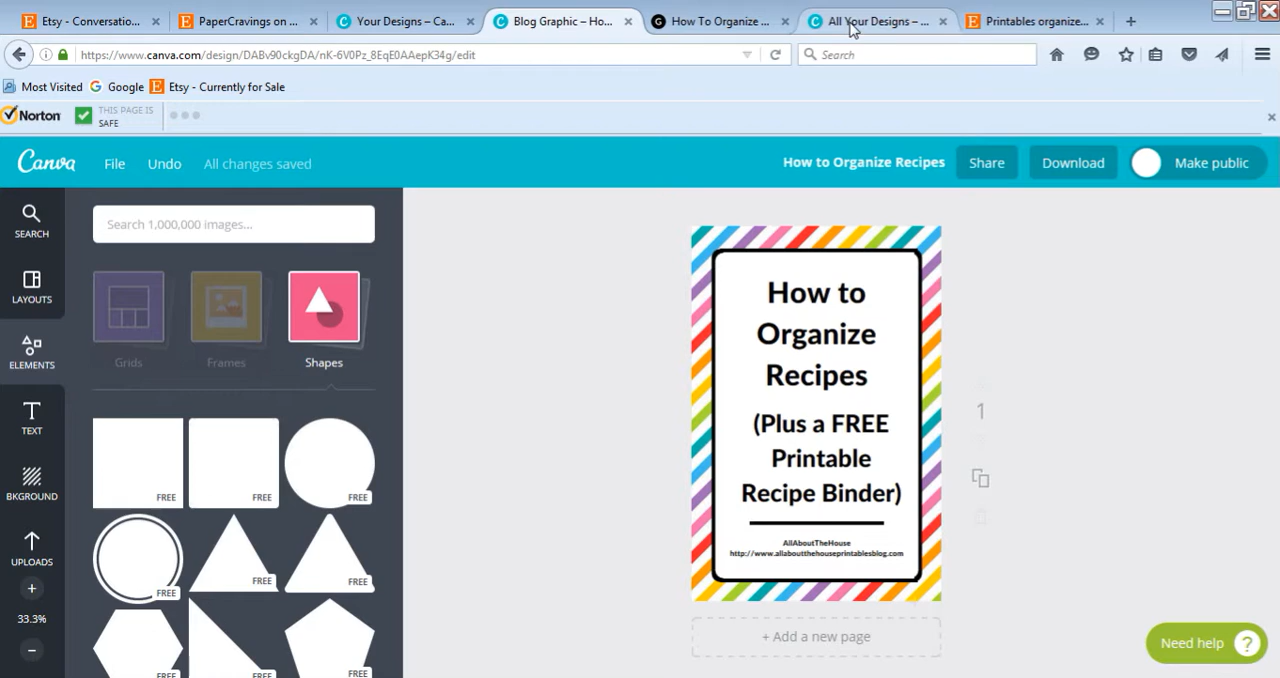 Etsy - Conversatio...
PaperCravings on ...
Your Designs – Ca...
Blog Graphic – Ho...
How To Organize ...
All Your Designs – ...
Printables organize...
https://www.canva.com/design/DABv90ckgDA/nK-6V0Pz_8EqE0AAepK34g/edit
Search
Most Visited
Google
Etsy - Currently for Sale
Norton
THIS PAGE IS
SAFE
Canva
File
Undo
All changes saved
How to Organize Recipes
Share
Download
Make public
SEARCH
LAYOUTS
ELEMENTS
TEXT
BKGROUND
UPLOADS
33.3%
Search 1,000,000 images...
Grids
Frames
Shapes
FREE
FREE
FREE
FREE
FREE
FREE
How to
Organize
Recipes
(Plus a FREE
Printable
Recipe Binder)
AllAboutTheHouse
http://www.allaboutthehouseprintablesblog.com
1
+ Add a new page
Need help ?